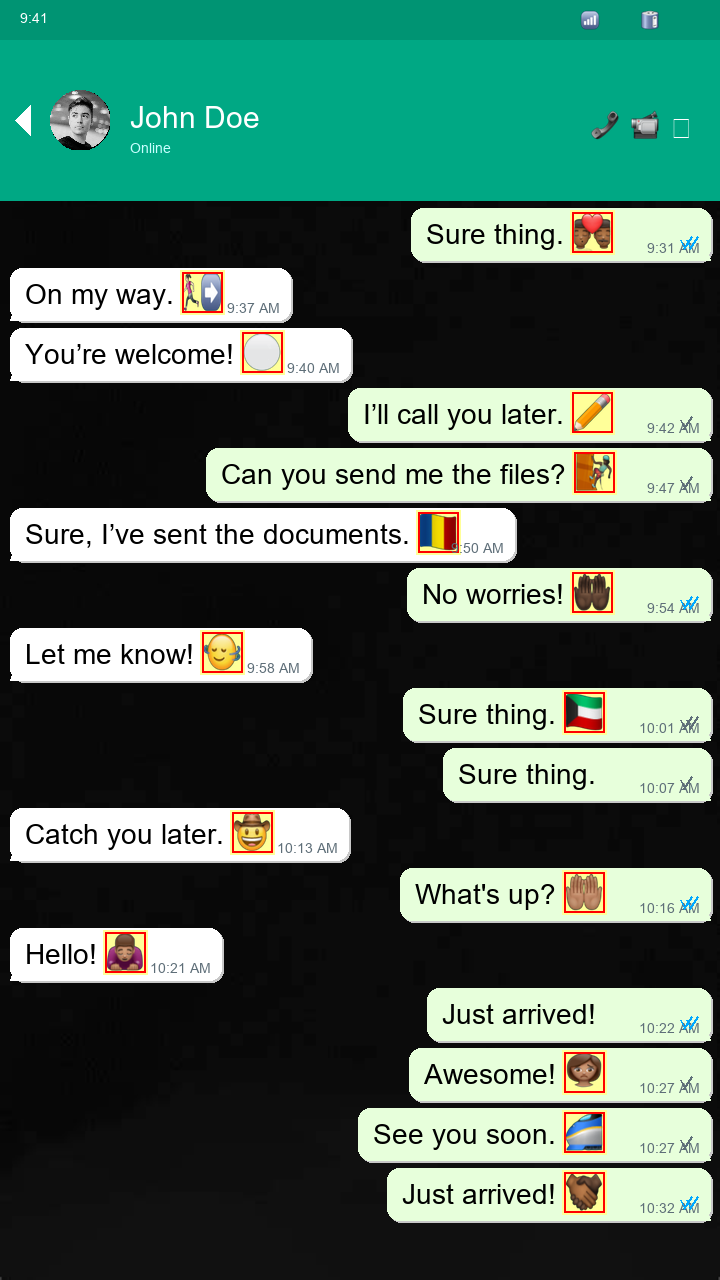 9:41
John Doe
Online
Sure thing. 👨🏾‍❤️‍👨🏾 9:31 AM
On my way. 🚶‍♀️‍➡️ 9:37 AM
You’re welcome! ⚪ 9:40 AM
I’ll call you later. ✏️ 9:42 AM
Can you send me the files? 🧗🏿‍♀️ 9:47 AM
Sure, I’ve sent the documents. 🇷🇴 9:50 AM
No worries! 🤲🏿 9:54 AM
Let me know! 🙂‍↔️ 9:58 AM
Sure thing. 🇰🇼 10:01 AM
Sure thing. 10:07 AM
Catch you later. 🤠 10:13 AM
What's up? 🤲🏽 10:16 AM
Hello! 🙇🏽‍♀️ 10:21 AM
Just arrived! 10:22 AM
Awesome! 🙍🏽‍♀️ 10:27 AM
See you soon. 🚄 10:27 AM
Just arrived! 🤝🏾 10:32 AM